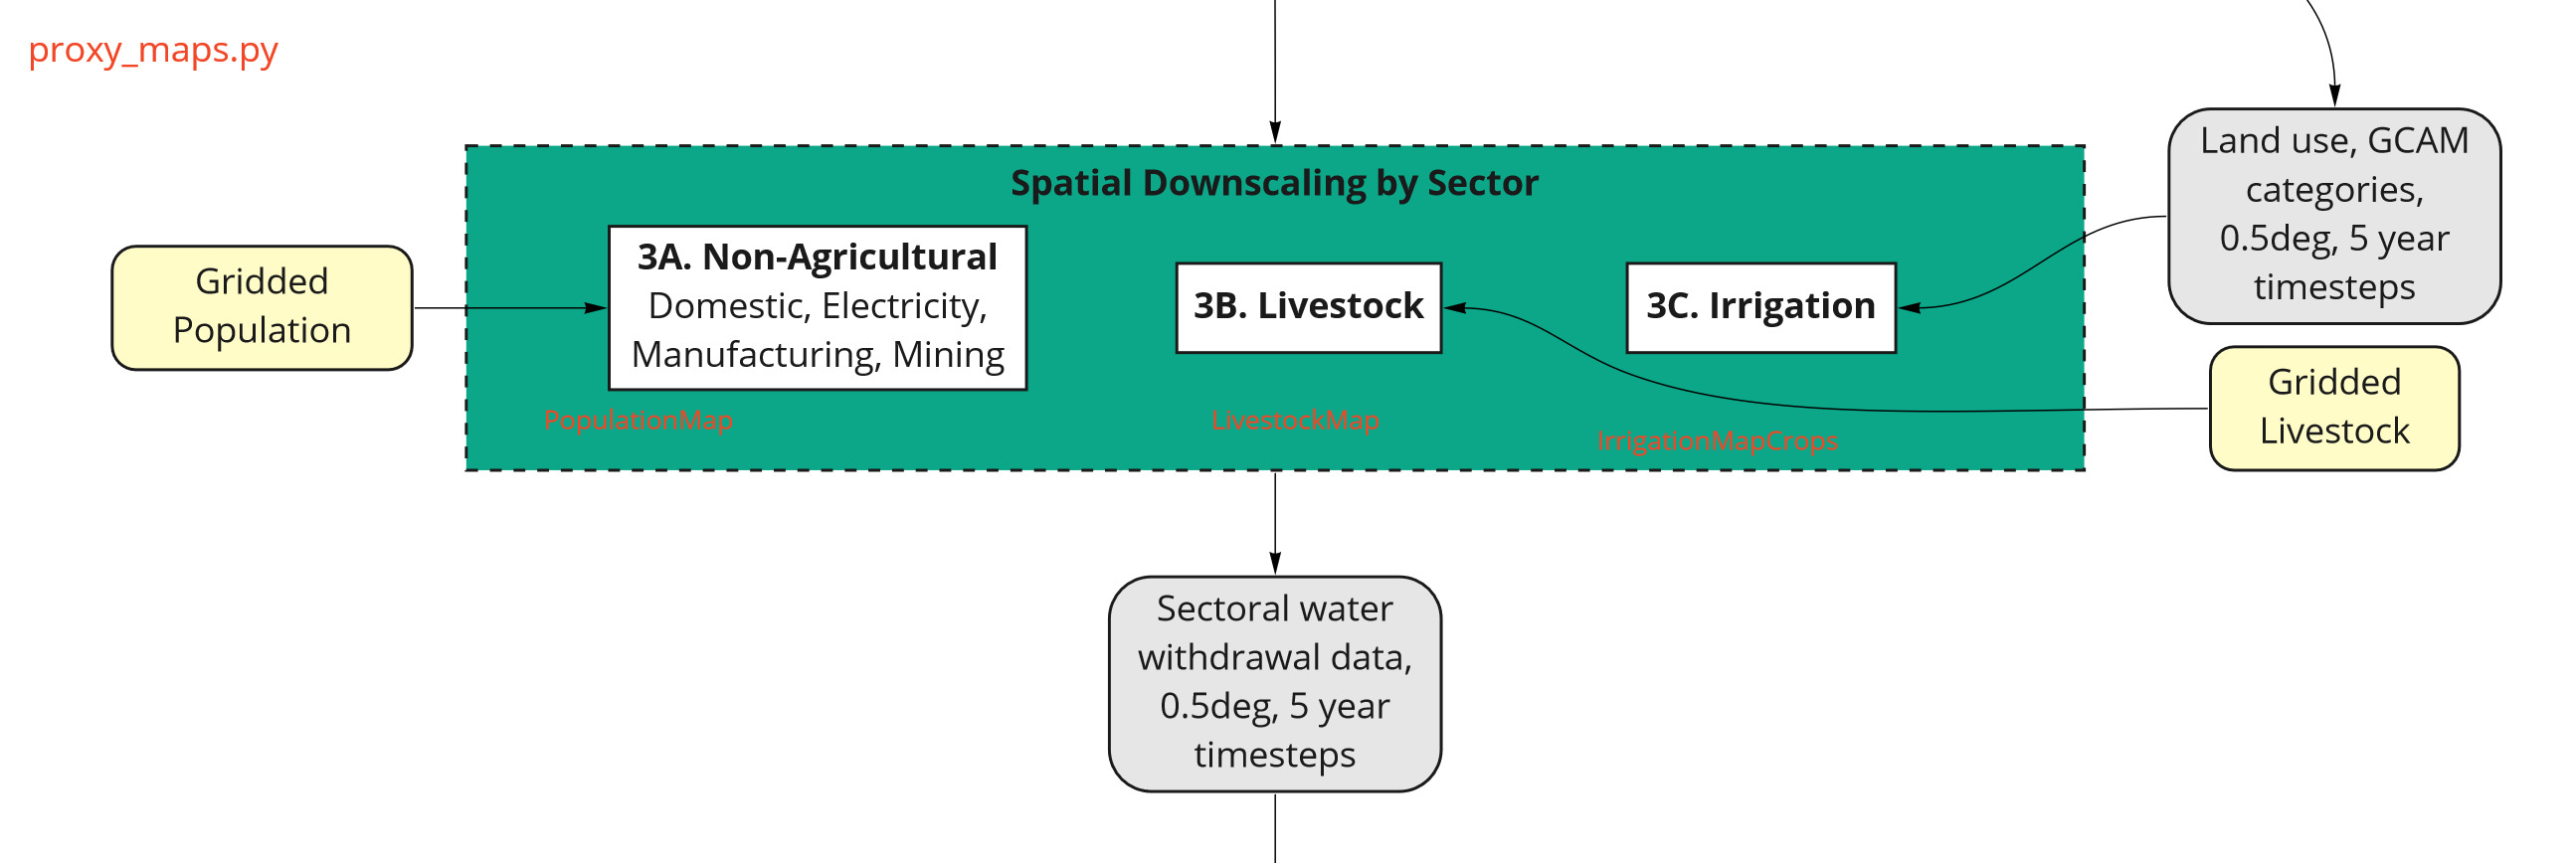 proxy_maps.py
Spatial Downscaling by Sector
Gridded
Population
3A. Non-Agricultural
Domestic, Electricity,
Manufacturing, Mining
PopulationMap
3B. Livestock
LivestockMap
3C. Irrigation
IrrigationMapCrops
Land use, GCAM
categories,
0.5deg, 5 year
timesteps
Gridded
Livestock
Sectoral water
withdrawal data,
0.5deg, 5 year
timesteps